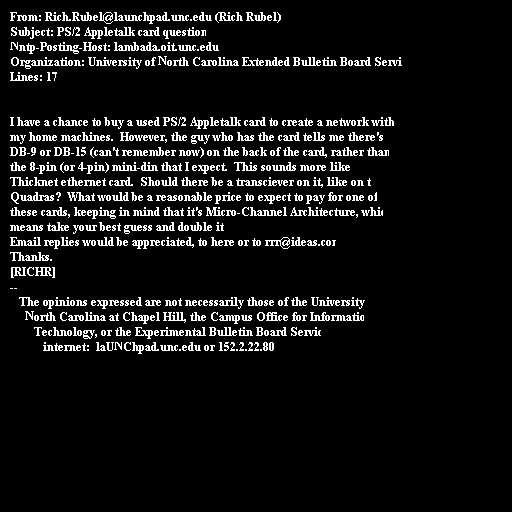 From: Rich.Rubel@launchpad.unc.edu (Rich Rubel)
Subject: PS/2 Appletalk card question
Nntp-Posting-Host: lambada.oit.unc.edu
Organization: University of North Carolina Extended Bulletin Board Servi
Lines: 17
I have a chance to buy a used PS/2 Appletalk card to create a network with
my home machines. However, the guy who has the card tells me there's
DB-9 or DB-15 (can't remember now) on the back of the card, rather than
the 8-pin (or 4-pin) mini-din that I expect. This sounds more like
Thicknet ethernet card. Should there be a transciever on it, like on t
Quadras? What would be a reasonable price to expect to pay for one of
these cards, keeping in mind that it's Micro-Channel Architecture, whic
means take your best guess and double it
Email replies would be appreciated, to here or to rrr@ideas.com
Thanks.
[RICHR]
--
The opinions expressed are not necessarily those of the University
North Carolina at Chapel Hill, the Campus Office for Informatio
Technology, or the Experimental Bulletin Board Servic
internet: laUNChpad.unc.edu or 152.2.22.80